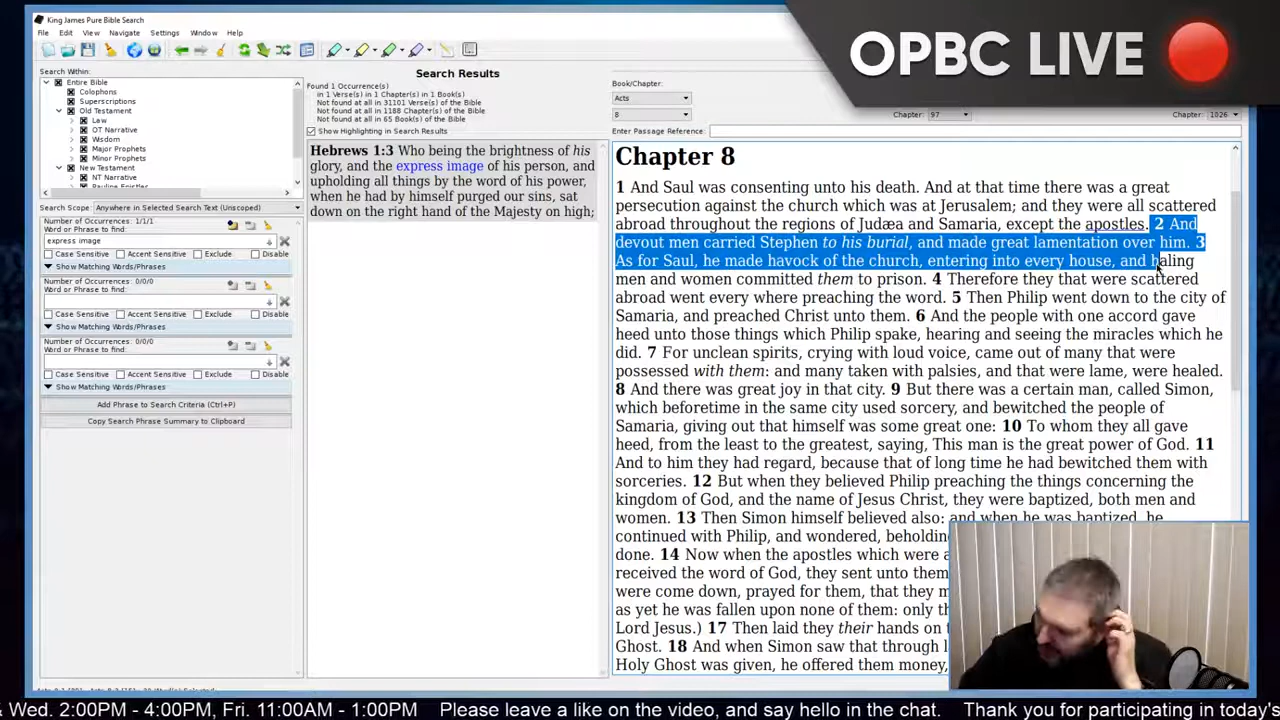 King James Pure Bible Search
OPBC LIVE
File Edit View Navigate Settings Window Help
Search Within:
Entire Bible
Colophons
Superscriptions
Old Testament
Law
OT Narrative
Wisdom
Major Prophets
Minor Prophets
New Testament
NT Narrative
Pauline Epistles
Search Scope: Anywhere in Selected Search Text (Unscoped)
Number of Occurrences: 1/1/1
Word or Phrase to find:
express image
Case Sensitive Accent Sensitive Exclude Disable
Show Matching Words/Phrases
Number of Occurrences: 0/0/0
Word or Phrase to find:
Case Sensitive Accent Sensitive Exclude Disable
Show Matching Words/Phrases
Number of Occurrences: 0/0/0
Word or Phrase to find:
Case Sensitive Accent Sensitive Exclude Disable
Show Matching Words/Phrases
Add Phrase to Search Criteria (Ctrl+P)
Copy Search Phrase Summary to Clipboard
Search Results
Found 1 Occurrence(s)
in 1 Verse(s) in 1 Chapter(s) in 1 Book(s)
Not found at all in 31101 Verse(s) of the Bible
Not found at all in 1188 Chapter(s) of the Bible
Not found at all in 65 Book(s) of the Bible
Show Highlighting in Search Results
Hebrews 1:3 Who being the brightness of his
glory, and the express image of his person, and
upholding all things by the word of his power,
when he had by himself purged our sins, sat
down on the right hand of the Majesty on high;
Book/Chapter:
Acts
8 Chapter: 97 Chapter: 1026
Enter Passage Reference:
Chapter 8
1 And Saul was consenting unto his death. And at that time there was a great
persecution against the church which was at Jerusalem; and they were all scattered
abroad throughout the regions of Judæa and Samaria, except the apostles. 2 And
devout men carried Stephen to his burial, and made great lamentation over him. 3
As for Saul, he made havock of the church, entering into every house, and haling
men and women committed them to prison. 4 Therefore they that were scattered
abroad went every where preaching the word. 5 Then Philip went down to the city of
Samaria, and preached Christ unto them. 6 And the people with one accord gave
heed unto those things which Philip spake, hearing and seeing the miracles which he
did. 7 For unclean spirits, crying with loud voice, came out of many that were
possessed with them: and many taken with palsies, and that were lame, were healed.
8 And there was great joy in that city. 9 But there was a certain man, called Simon,
which beforetime in the same city used sorcery, and bewitched the people of
Samaria, giving out that himself was some great one: 10 To whom they all gave
heed, from the least to the greatest, saying, This man is the great power of God. 11
And to him they had regard, because that of long time he had bewitched them with
sorceries. 12 But when they believed Philip preaching the things concerning the
kingdom of God, and the name of Jesus Christ, they were baptized, both men and
women. 13 Then Simon himself believed also: and when he was baptized, he
continued with Philip, and wondered, beholding
done. 14 Now when the apostles which were a
received the word of God, they sent unto them
were come down, prayed for them, that they m
as yet he was fallen upon none of them: only th
Lord Jesus.) 17 Then laid they their hands on t
Ghost. 18 And when Simon saw that through l
Holy Ghost was given, he offered them money,
& Wed. 2:00PM - 4:00PM, Fri. 11:00AM - 1:00PM Please leave a like on the video, and say hello in the chat. Thank you for participating in today's